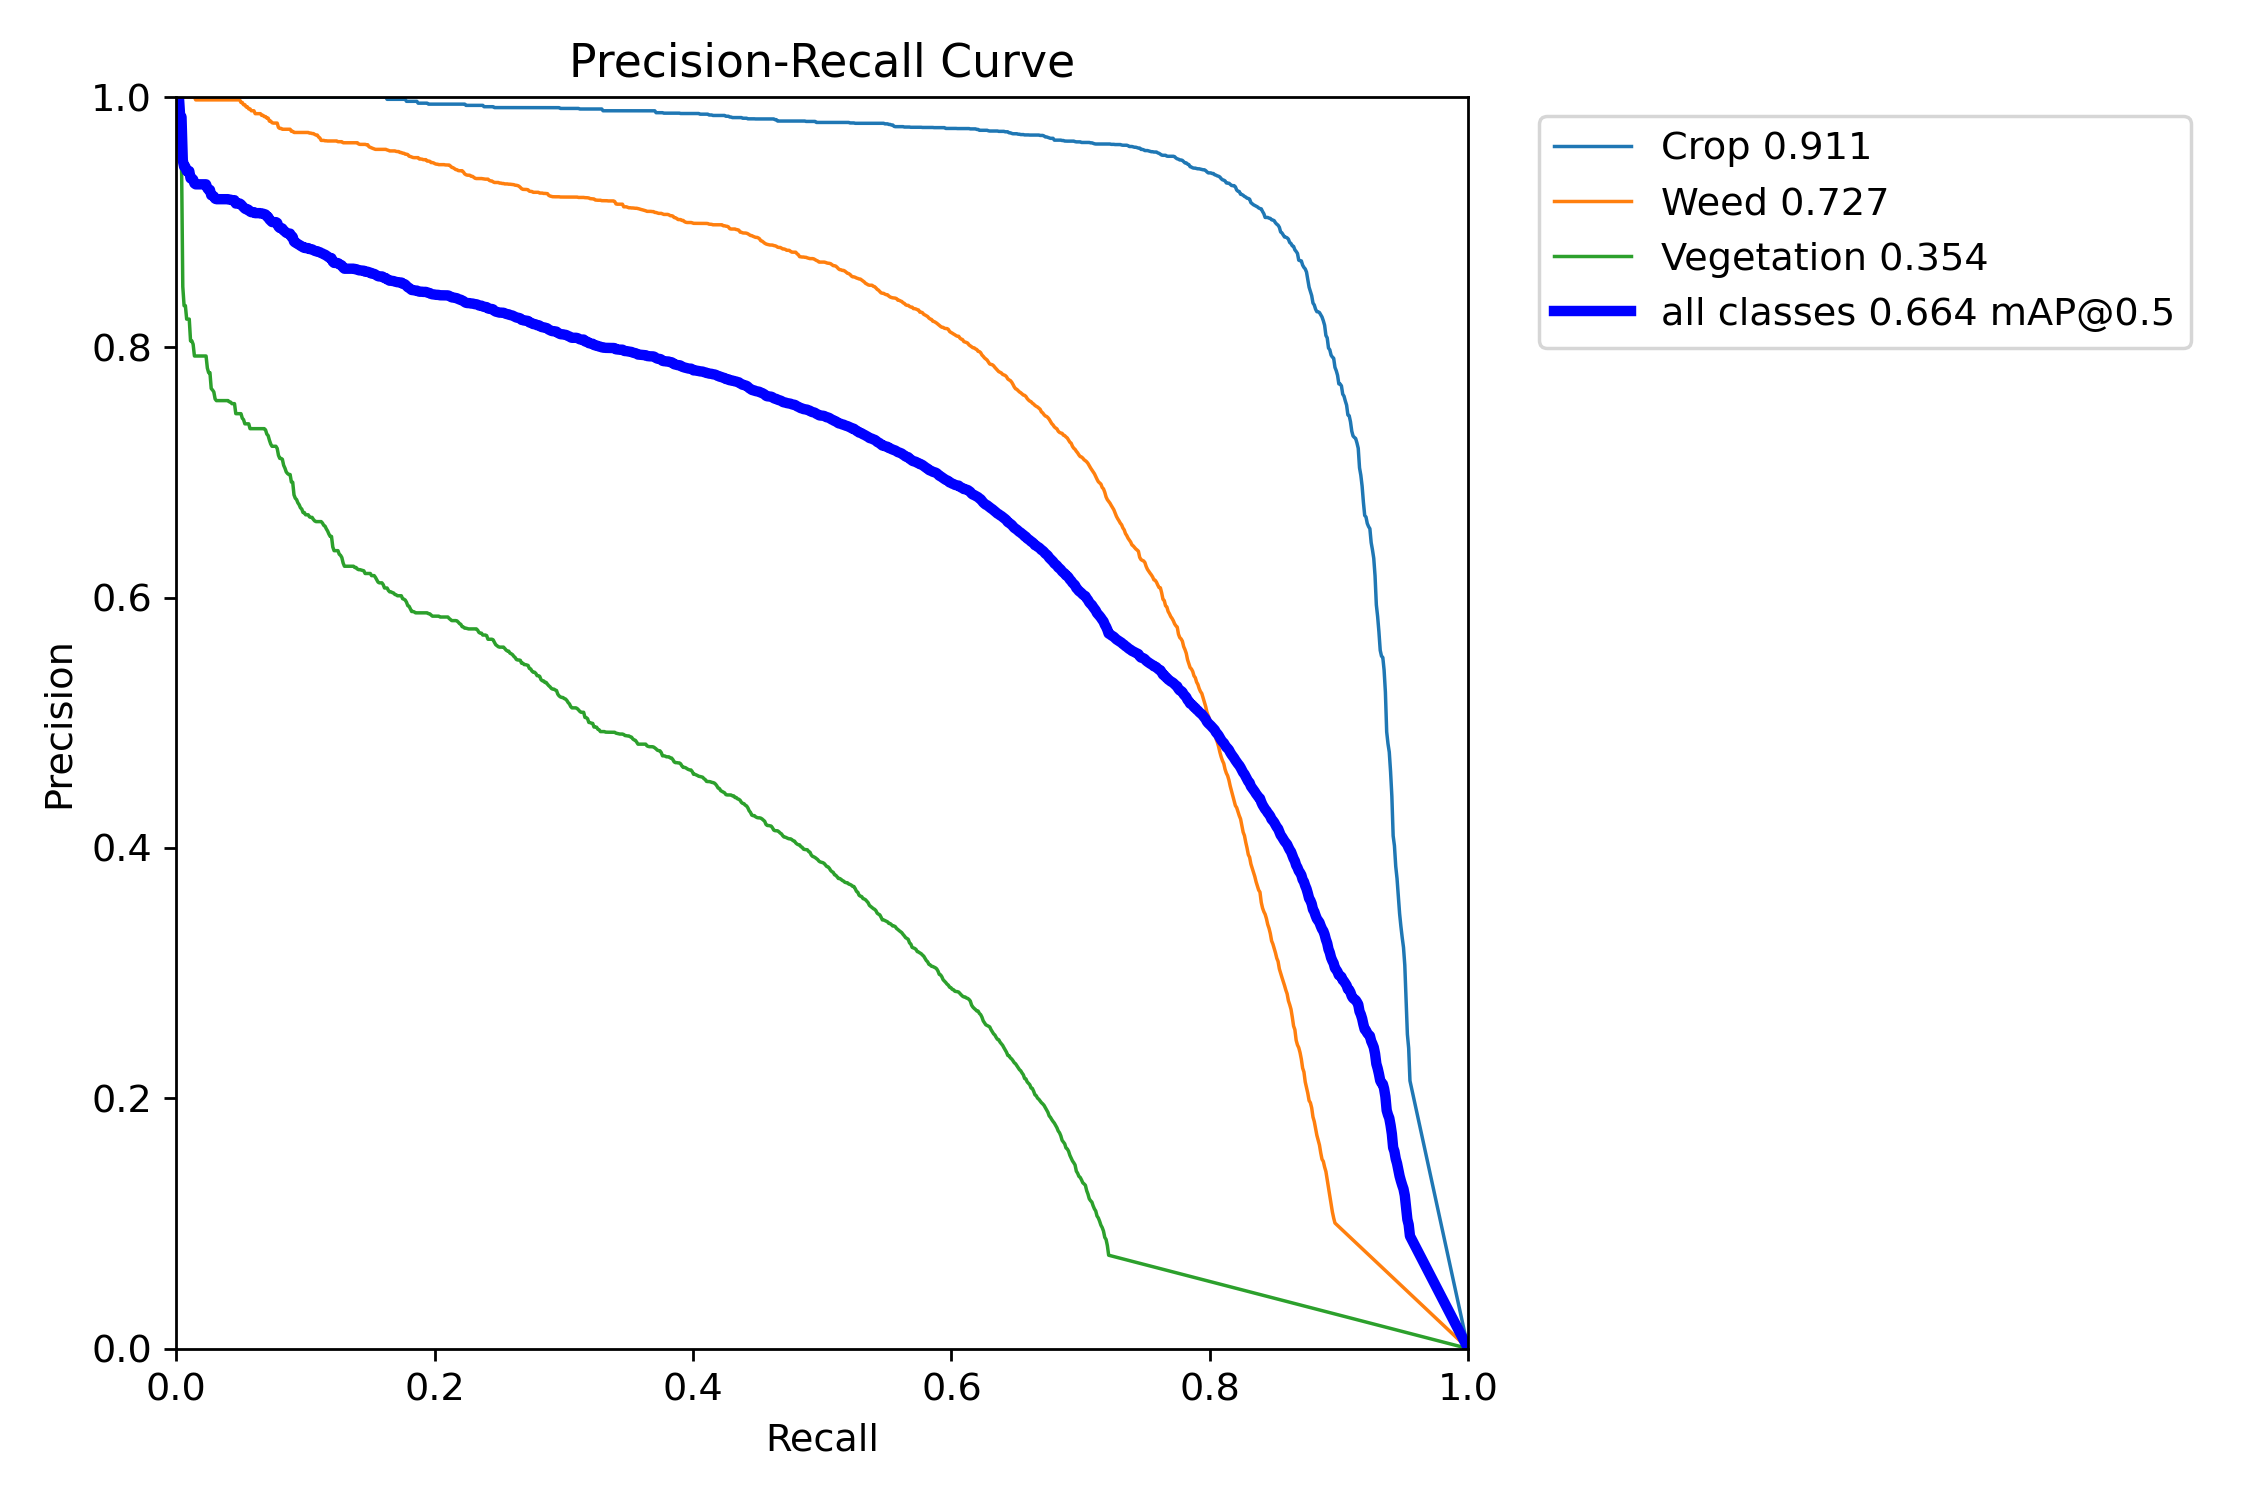 Precision-Recall Curve
1.0
0.8
0.6
0.4
0.2
0.0
Precision
0.0 0.2 0.4 0.6 0.8 1.0
Recall
Crop 0.911
Weed 0.727
Vegetation 0.354
all classes 0.664 mAP@0.5